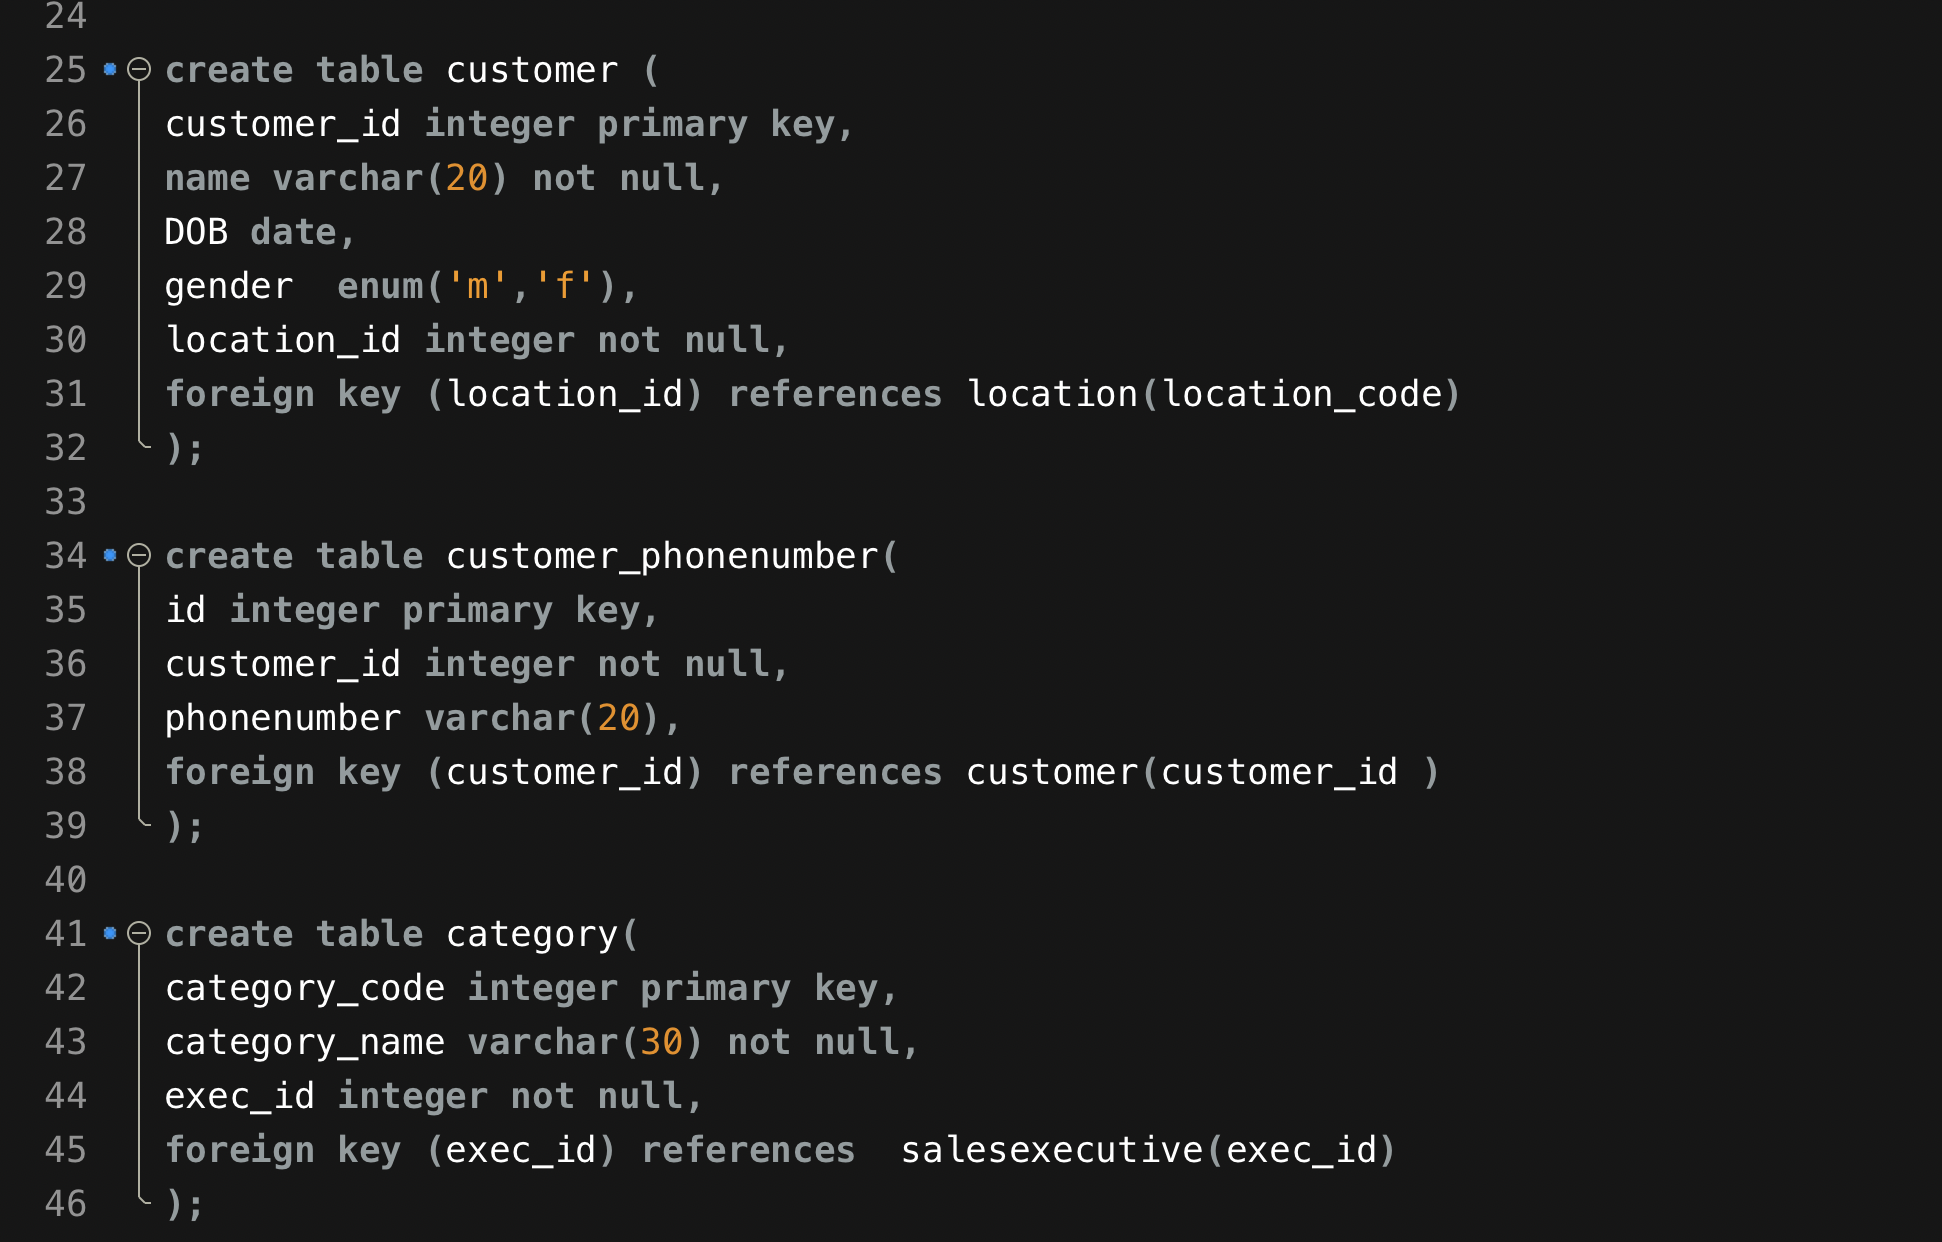 24
25 create table customer (
26 customer_id integer primary key,
27 name varchar(20) not null,
28 DOB date,
29 gender  enum('m','f'),
30 location_id integer not null,
31 foreign key (location_id) references location(location_code)
32 );
33
34 create table customer_phonenumber(
35 id integer primary key,
36 customer_id integer not null,
37 phonenumber varchar(20),
38 foreign key (customer_id) references customer(customer_id )
39 );
40
41 create table category(
42 category_code integer primary key,
43 category_name varchar(30) not null,
44 exec_id integer not null,
45 foreign key (exec_id) references  salesexecutive(exec_id)
46 );